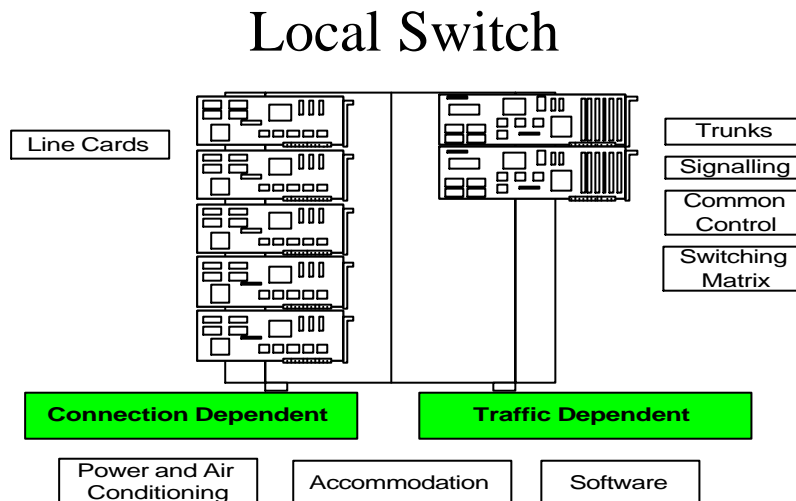 Local Switch
Line Cards
Trunks
Signalling
Common
Control
Switching
Matrix
Connection Dependent
Traffic Dependent
Power and Air
Conditioning
Accommodation
Software